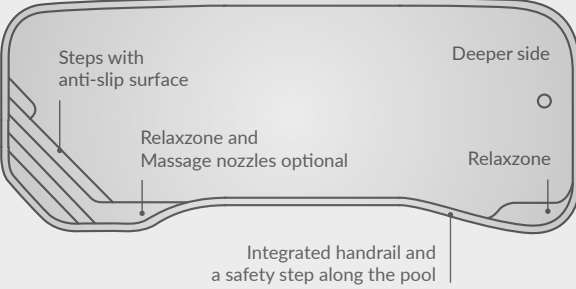 Steps with
anti-slip surface
Deeper side
Relaxzone and
Massage nozzles optional
Relaxzone
Integrated handrail and
a safety step along the pool